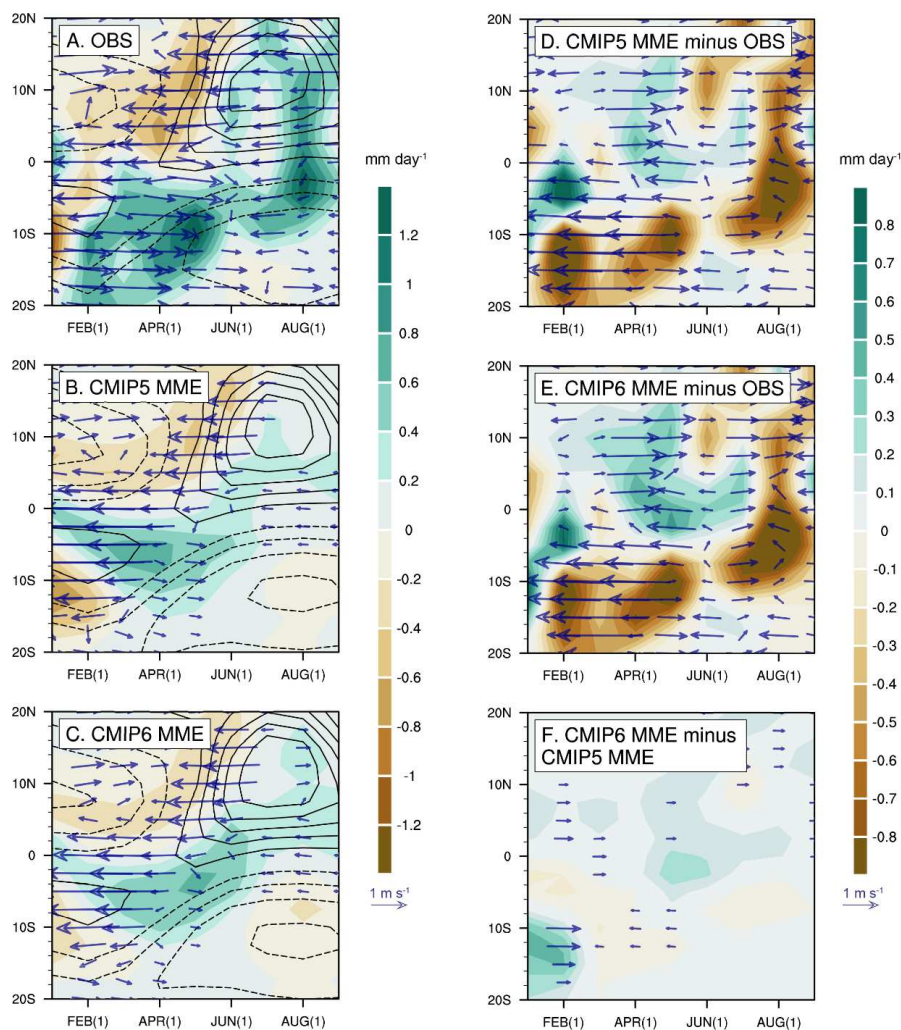 A. OBS
20N
10N
0
10S
20S
FEB(1) APR(1) JUN(1) AUG(1)
B. CMIP5 MME
20N
10N
0
10S
20S
FEB(1) APR(1) JUN(1) AUG(1)
C. CMIP6 MME
20N
10N
0
10S
20S
FEB(1) APR(1) JUN(1) AUG(1)
mm day⁻¹
1.2
1
0.8
0.6
0.4
0.2
0
-0.2
-0.4
-0.6
-0.8
-1
-1.2
1 m s⁻¹
D. CMIP5 MME minus OBS
20N
10N
0
10S
20S
FEB(1) APR(1) JUN(1) AUG(1)
E. CMIP6 MME minus OBS
20N
10N
0
10S
20S
FEB(1) APR(1) JUN(1) AUG(1)
F. CMIP6 MME minus
CMIP5 MME
20N
10N
0
10S
20S
FEB(1) APR(1) JUN(1) AUG(1)
mm day⁻¹
0.8
0.7
0.6
0.5
0.4
0.3
0.2
0.1
0
-0.1
-0.2
-0.3
-0.4
-0.5
-0.6
-0.7
-0.8
1 m s⁻¹